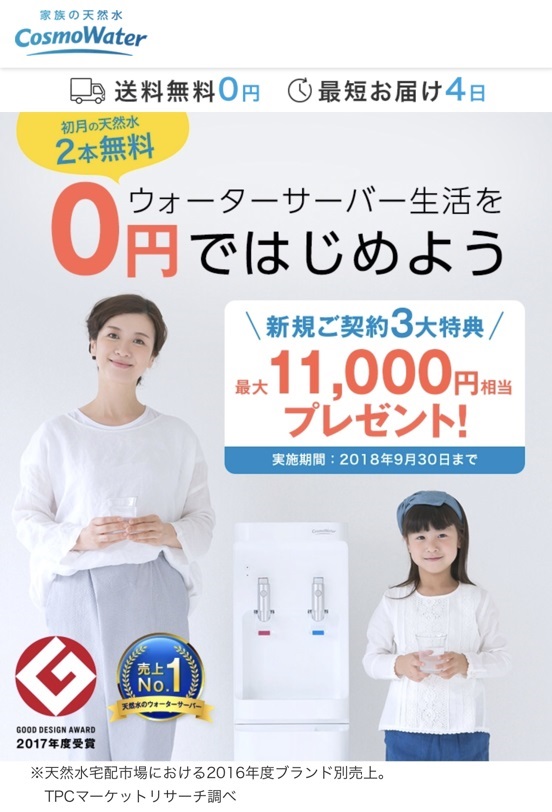 家族の天然水
CosmoWater
送料無料0円 最短お届け4日
初月の天然水
2本無料
ウォーターサーバー生活を
0円ではじめよう
新規ご契約3大特典
最大11,000円相当
プレゼント!
実施期間：2018年9月30日まで
CosmoWater
売上
No.1
天然水のウォーターサーバー
GOOD DESIGN AWARD
2017年度受賞
※天然水宅配市場における2016年度ブランド別売上。
TPCマーケットリサーチ調べ